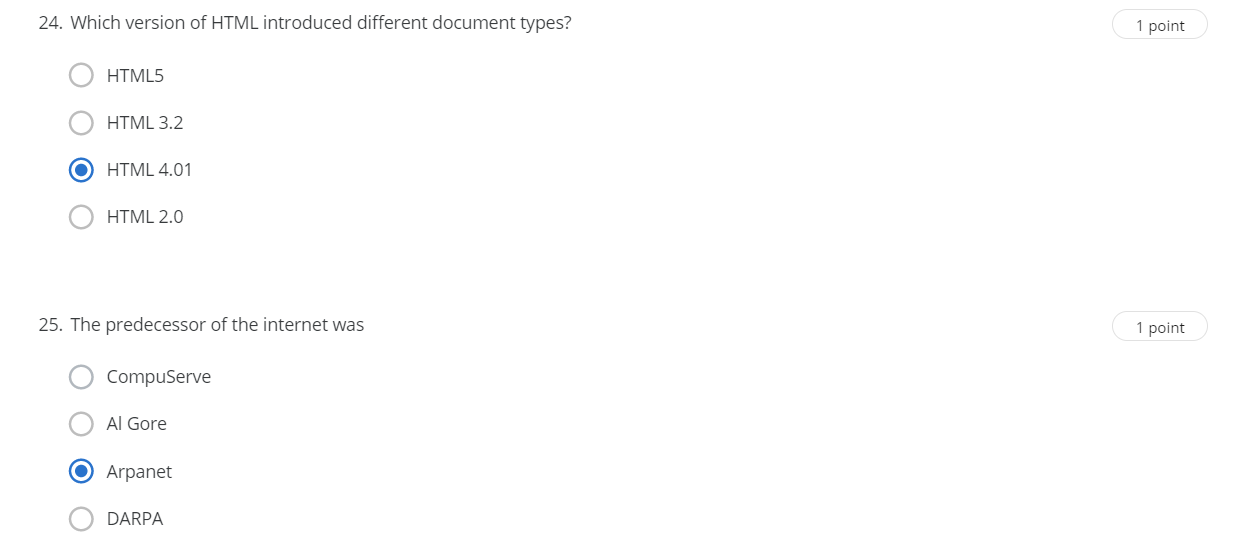 24. Which version of HTML introduced different document types?
1 point
HTML5
HTML 3.2
HTML 4.01
HTML 2.0
25. The predecessor of the internet was
1 point
CompuServe
Al Gore
Arpanet
DARPA